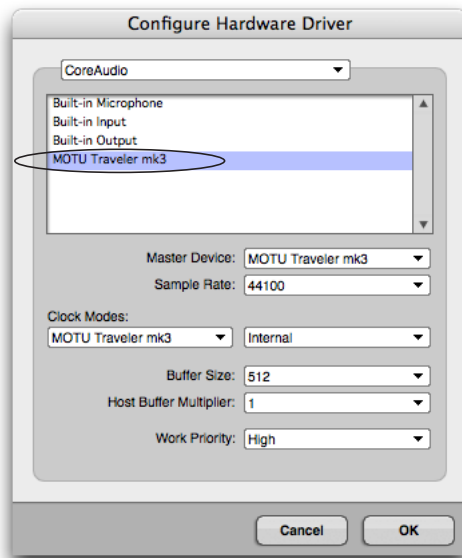 Configure Hardware Driver
CoreAudio
Built-in Microphone
Built-in Input
Built-in Output
MOTU Traveler mk3
Master Device: MOTU Traveler mk3
Sample Rate: 44100
Clock Modes:
MOTU Traveler mk3 Internal
Buffer Size: 512
Host Buffer Multiplier: 1
Work Priority: High
Cancel OK